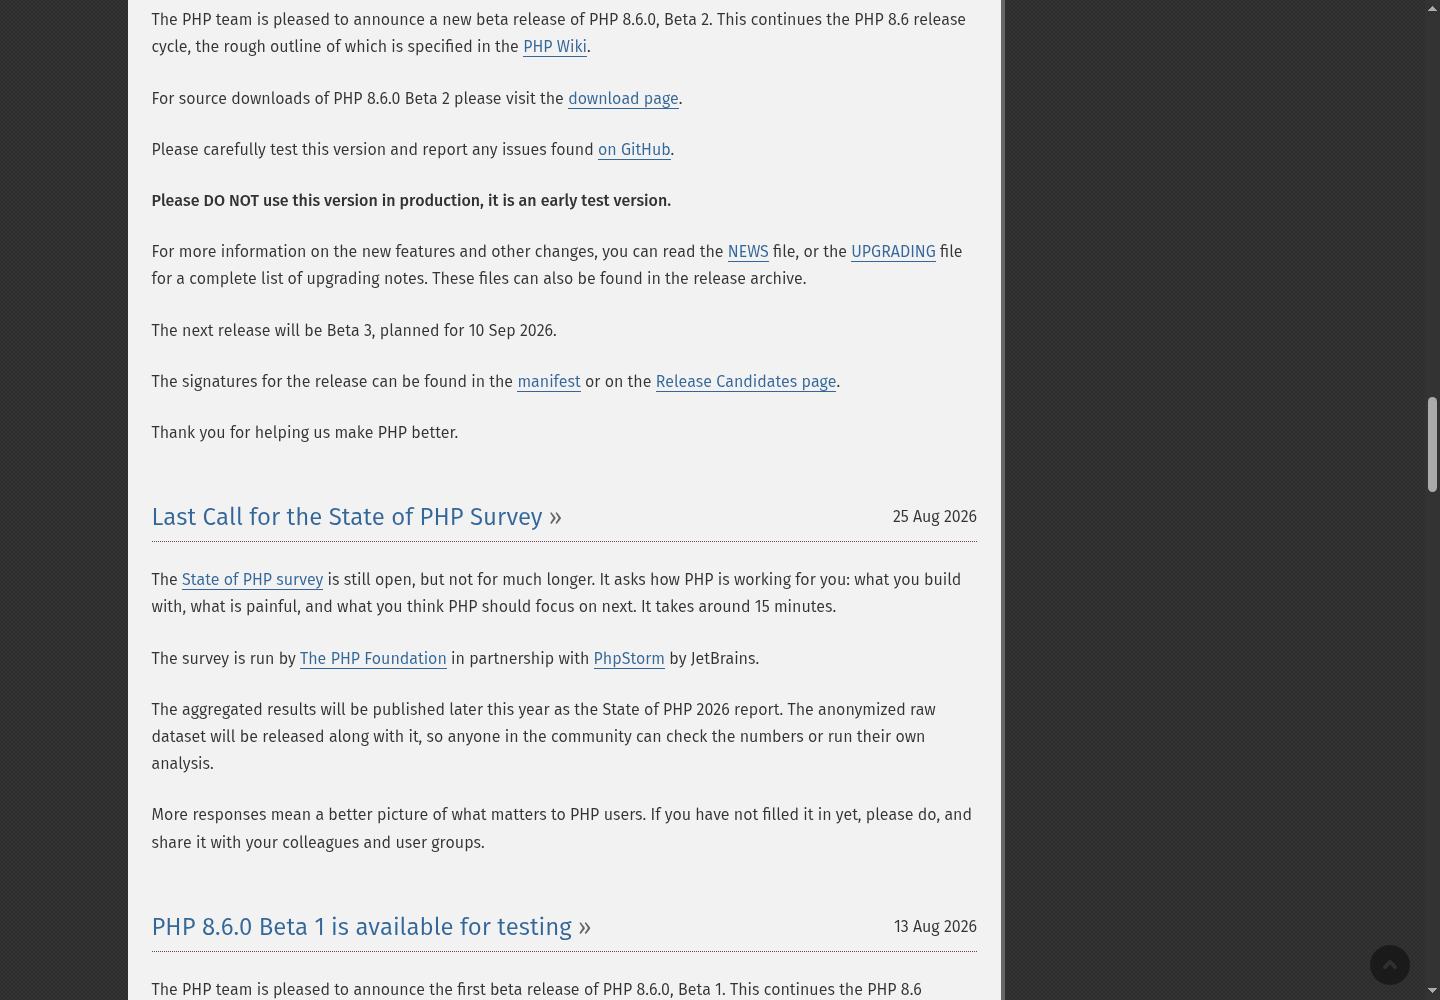 The PHP team is pleased to announce a new beta release of PHP 8.6.0, Beta 2. This continues the PHP 8.6 release
cycle, the rough outline of which is specified in the PHP Wiki.
For source downloads of PHP 8.6.0 Beta 2 please visit the download page.
Please carefully test this version and report any issues found on GitHub.
Please DO NOT use this version in production, it is an early test version.
For more information on the new features and other changes, you can read the NEWS file, or the UPGRADING file
for a complete list of upgrading notes. These files can also be found in the release archive.
The next release will be Beta 3, planned for 10 Sep 2026.
The signatures for the release can be found in the manifest or on the Release Candidates page.
Thank you for helping us make PHP better.
Last Call for the State of PHP Survey » 25 Aug 2026
The State of PHP survey is still open, but not for much longer. It asks how PHP is working for you: what you build
with, what is painful, and what you think PHP should focus on next. It takes around 15 minutes.
The survey is run by The PHP Foundation in partnership with PhpStorm by JetBrains.
The aggregated results will be published later this year as the State of PHP 2026 report. The anonymized raw
dataset will be released along with it, so anyone in the community can check the numbers or run their own
analysis.
More responses mean a better picture of what matters to PHP users. If you have not filled it in yet, please do, and
share it with your colleagues and user groups.
PHP 8.6.0 Beta 1 is available for testing » 13 Aug 2026
The PHP team is pleased to announce the first beta release of PHP 8.6.0, Beta 1. This continues the PHP 8.6